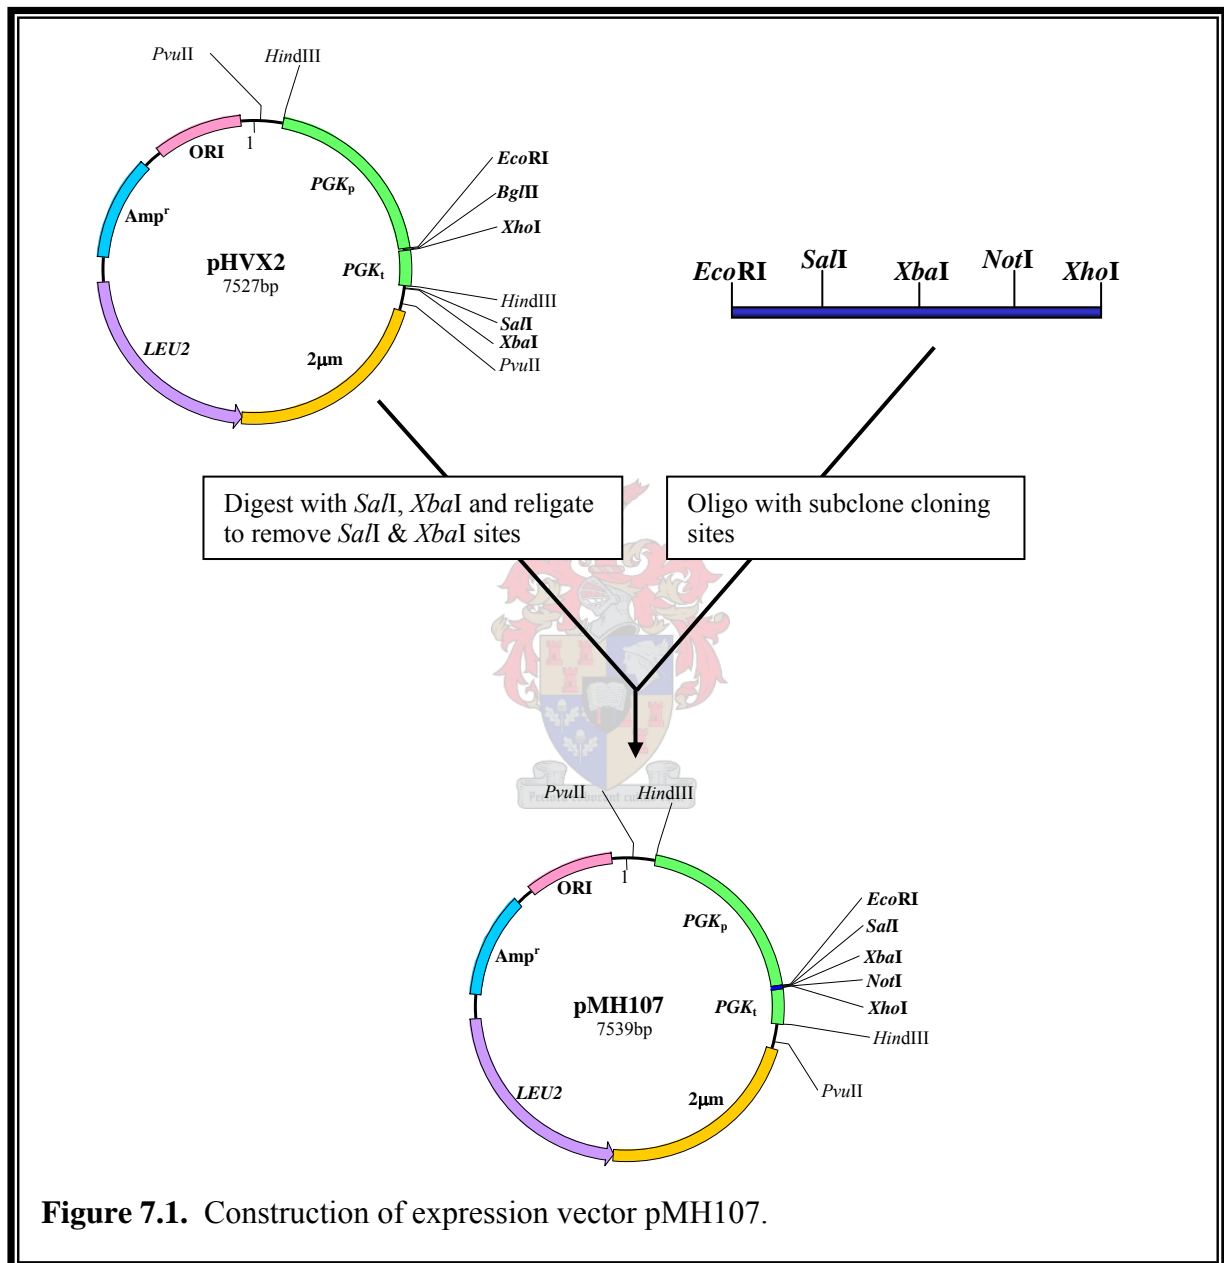 PvuII
HindIII
1
ORI
PGKp
EcoRI
BglII
XhoI
Ampr
pHVX2
7527bp
PGKt
HindIII
SalI
XbaI
PvuII
LEU2
2µm
EcoRI
SalI
XbaI
NotI
XhoI
Digest with SalI, XbaI and religate
to remove SalI & XbaI sites
Oligo with subclone cloning
sites
PvuII
HindIII
1
ORI
PGKp
EcoRI
SalI
XbaI
NotI
XhoI
Ampr
pMH107
7539bp
PGKt
HindIII
PvuII
LEU2
2µm
Figure 7.1. Construction of expression vector pMH107.